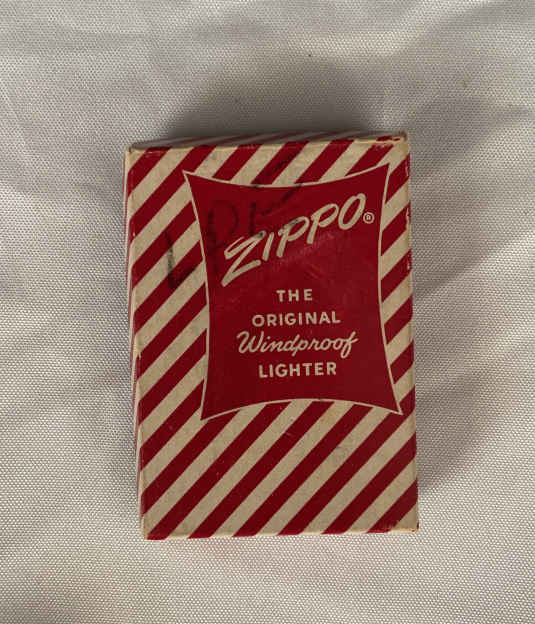 ZIPPO®
THE
ORIGINAL
Windproof
LIGHTER